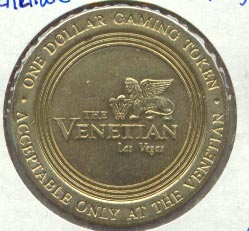 ONE DOLLAR GAMING TOKEN
THE
VENETIAN
Las Vegas
ACCEPTABLE ONLY AT THE VENETIAN